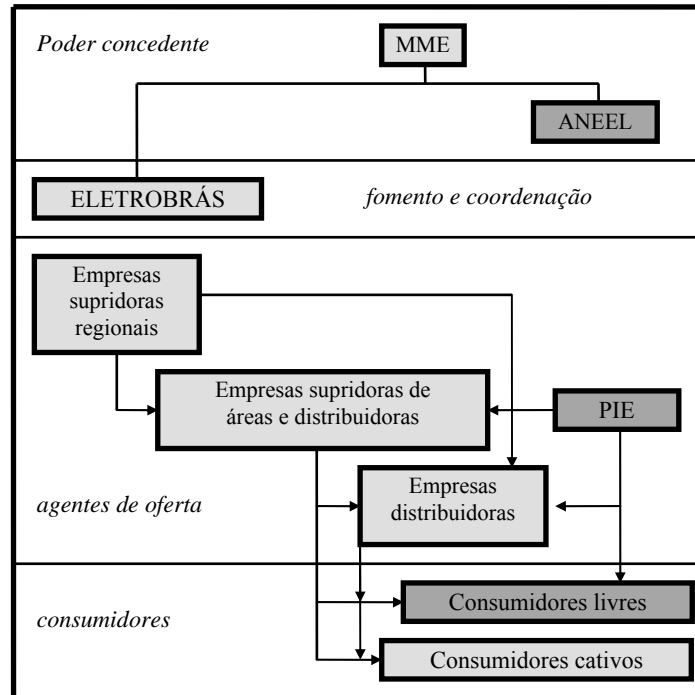 Poder concedente
MME
ANEEL
ELETROBRÁS
fomento e coordenação
Empresas
supridoras
regionais
Empresas supridoras de
áreas e distribuidoras
PIE
Empresas
distribuidoras
agentes de oferta
Consumidores livres
consumidores
Consumidores cativos